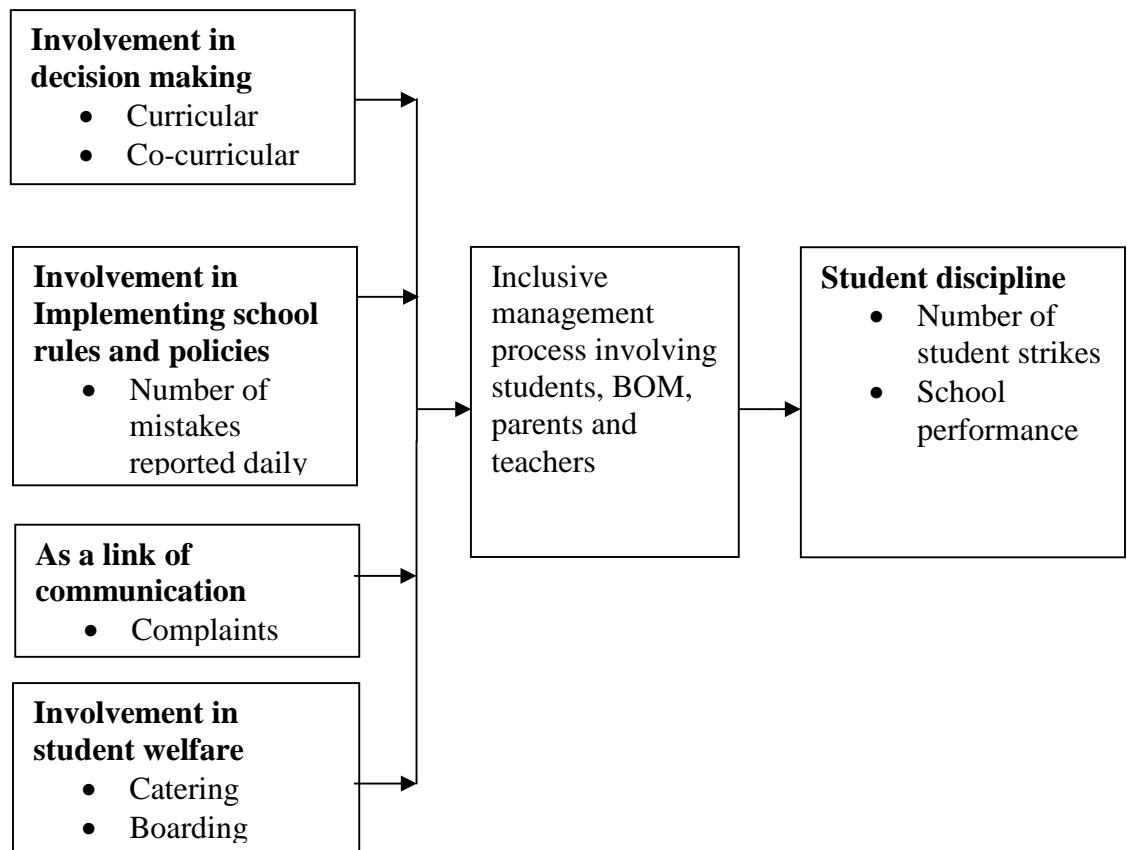 Involvement in
decision making
• Curricular
• Co-curricular
Involvement in
Implementing school
rules and policies
• Number of
mistakes
reported daily
As a link of
communication
• Complaints
Involvement in
student welfare
• Catering
• Boarding
Inclusive
management
process involving
students, BOM,
parents and
teachers
Student discipline
• Number of
student strikes
• School
performance